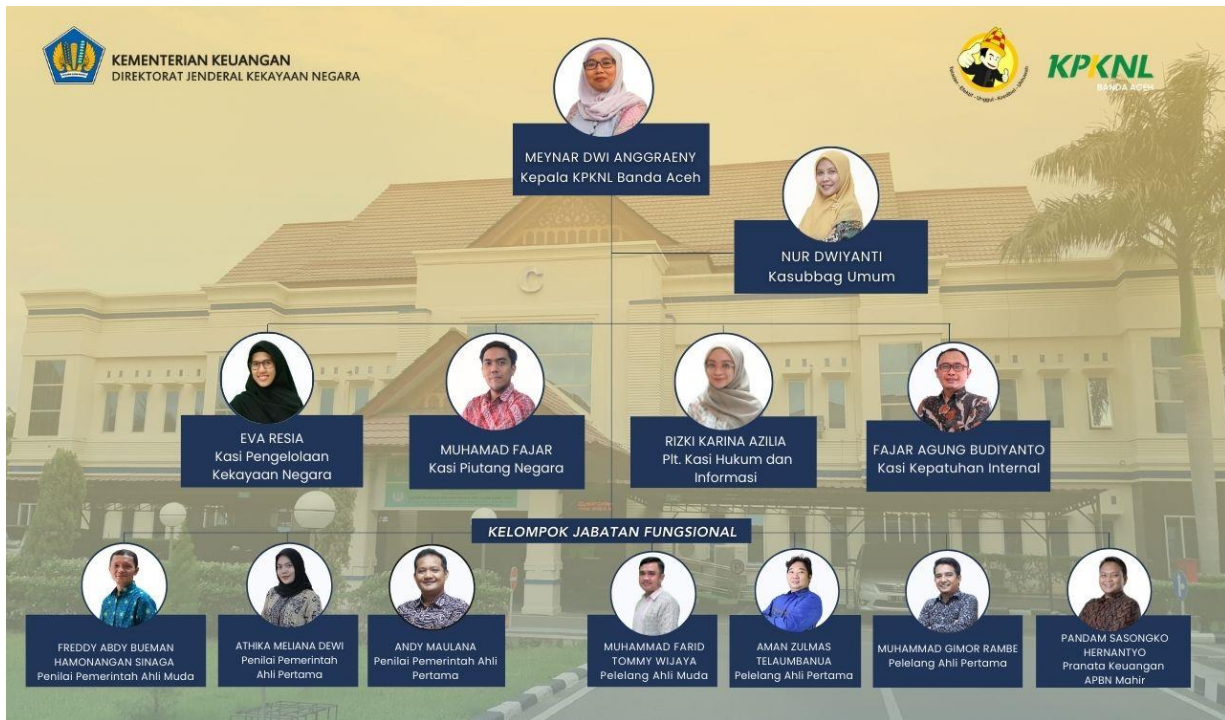 KEMENTERIAN KEUANGAN
DIREKTORAT JENDERAL KEKAYAAN NEGARA
KPKNL
BANDA ACEH
MEYNAR DWI ANGGRAENY
Kepala KPKNL Banda Aceh
NUR DWIYANTI
Kasubbag Umum
EVA RESIA
Kasi Pengelolaan
Kekayaan Negara
MUHAMAD FAJAR
Kasi Piutang Negara
RIZKI KARINA AZILIA
Plt. Kasi Hukum dan
Informasi
FAJAR AGUNG BUDIYANTO
Kasi Kepatuhan Internal
KELOMPOK JABATAN FUNGSIONAL
FREDDY ABDY BUEMAN
HAMONANGAN SINAGA
Penilai Pemerintah Ahli Muda
ATHIKA MELIANA DEWI
Penilai Pemerintah
Ahli Pertama
ANDY MAULANA
Penilai Pemerintah Ahli
Pertama
MUHAMMAD FARID
TOMMY WIJAYA
Pelelang Ahli Muda
AMAN ZULMAS
TELAUMBANUA
Pelelang Ahli Pertama
MUHAMMAD GIMOR RAMBE
Pelelang Ahli Pertama
PANDAM SASONGKO
HERNANTYO
Pranata Keuangan
APBN Mahir